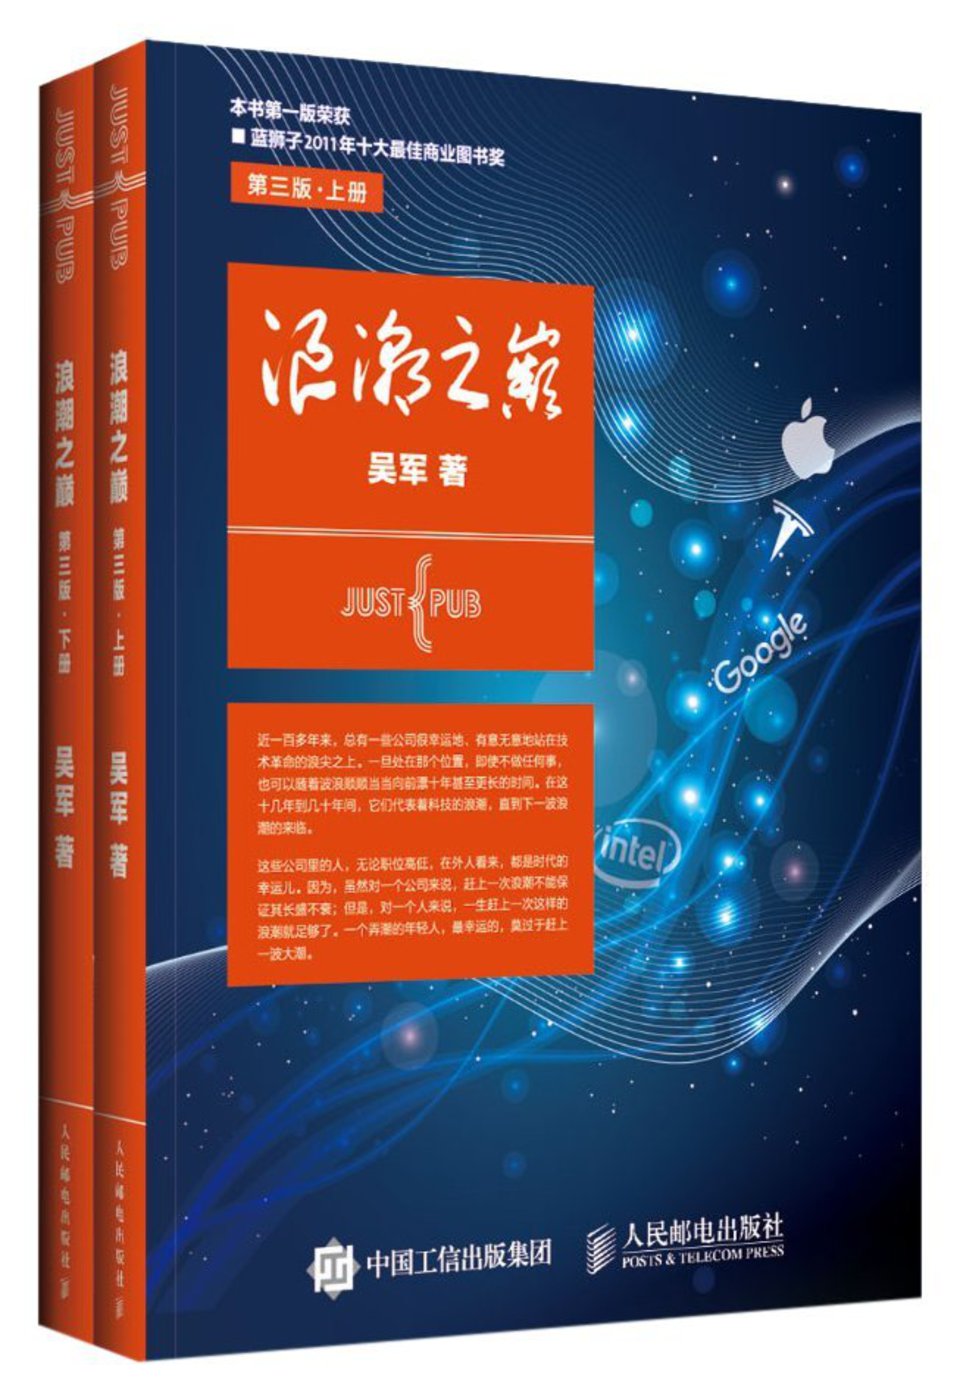 本书第一版荣获
■ 蓝狮子2011年十大最佳商业图书奖
第三版·上册
浪潮之巅
吴军 著
JUST PUB
近一百多年来，总有一些公司很幸运地、有意无意地站在技
术革命的浪尖之上。一旦处在那个位置，即使不做任何事，
也可以随着波浪顺顺当当向前漂十年甚至更长的时间。在这
十几年到几十年间，它们代表着科技的浪潮，直到下一波浪
潮的来临。
这些公司里的人，无论职位高低，在外人看来，都是时代的
幸运儿。因为，虽然对一个公司来说，赶上一次浪潮不能保
证其长盛不衰；但是，对一个人来说，一生赶上一次这样的
浪潮就足够了。一个弄潮的年轻人，最幸运的，莫过于赶上
一波大潮。
Google
intel
中国工信出版集团
人民邮电出版社
POSTS & TELECOM PRESS
JUST PUB
浪潮之巅
第三版·下册
吴军 著
人民邮电出版社
JUST PUB
浪潮之巅
第三版·上册
吴军 著
人民邮电出版社